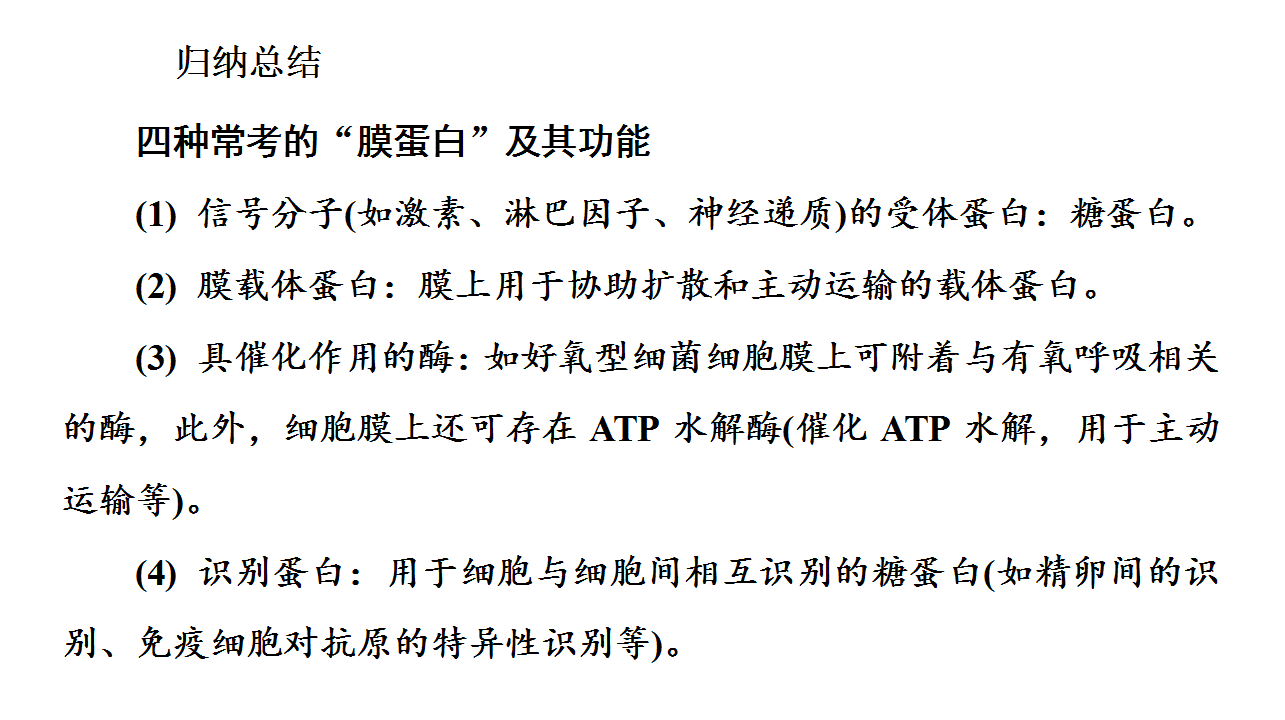 归纳总结
四种常考的“膜蛋白”及其功能
(1) 信号分子(如激素、淋巴因子、神经递质)的受体蛋白：糖蛋白。
(2) 膜载体蛋白：膜上用于协助扩散和主动运输的载体蛋白。
(3) 具催化作用的酶：如好氧型细菌细胞膜上可附着与有氧呼吸相关
的酶，此外，细胞膜上还可存在 ATP 水解酶(催化 ATP 水解，用于主动
运输等)。
(4) 识别蛋白：用于细胞与细胞间相互识别的糖蛋白(如精卵间的识
别、免疫细胞对抗原的特异性识别等)。